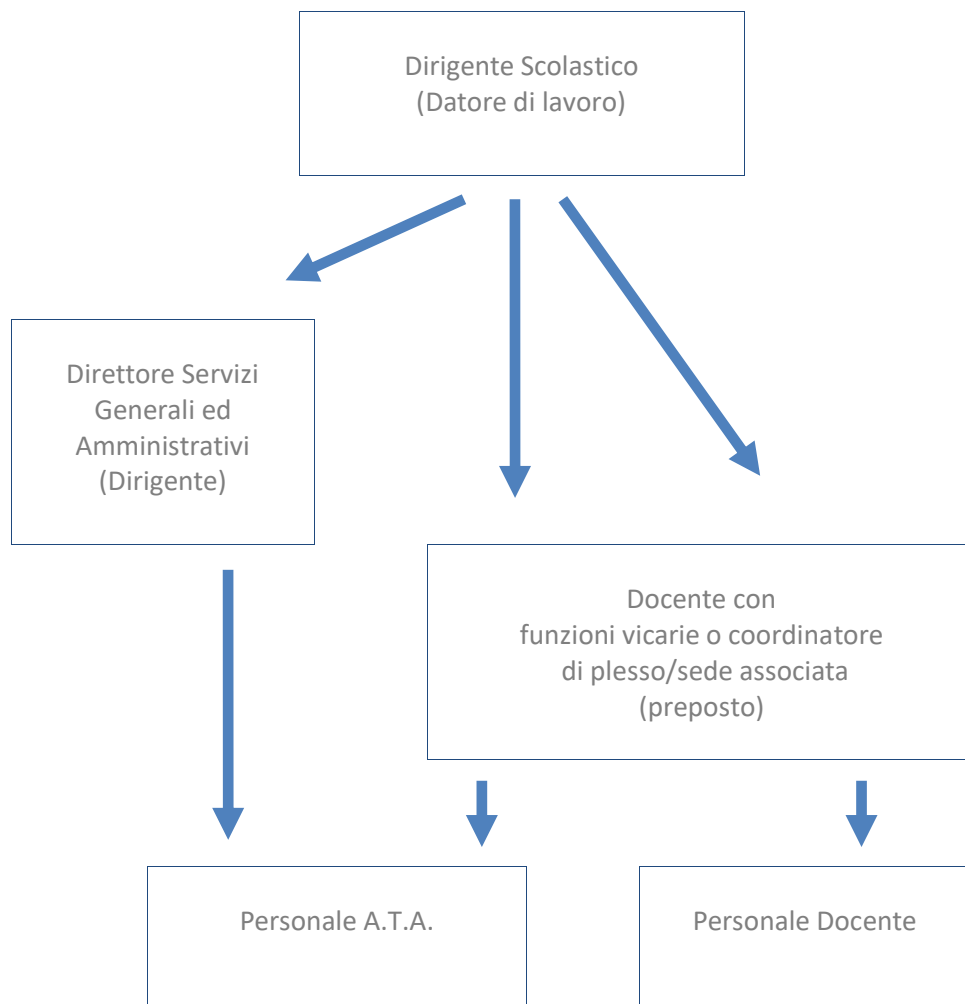 Dirigente Scolastico
(Datore di lavoro)
Direttore Servizi
Generali ed
Amministrativi
(Dirigente)
Docente con
funzioni vicarie o coordinatore
di plesso/sede associata
(preposto)
Personale A.T.A.
Personale Docente